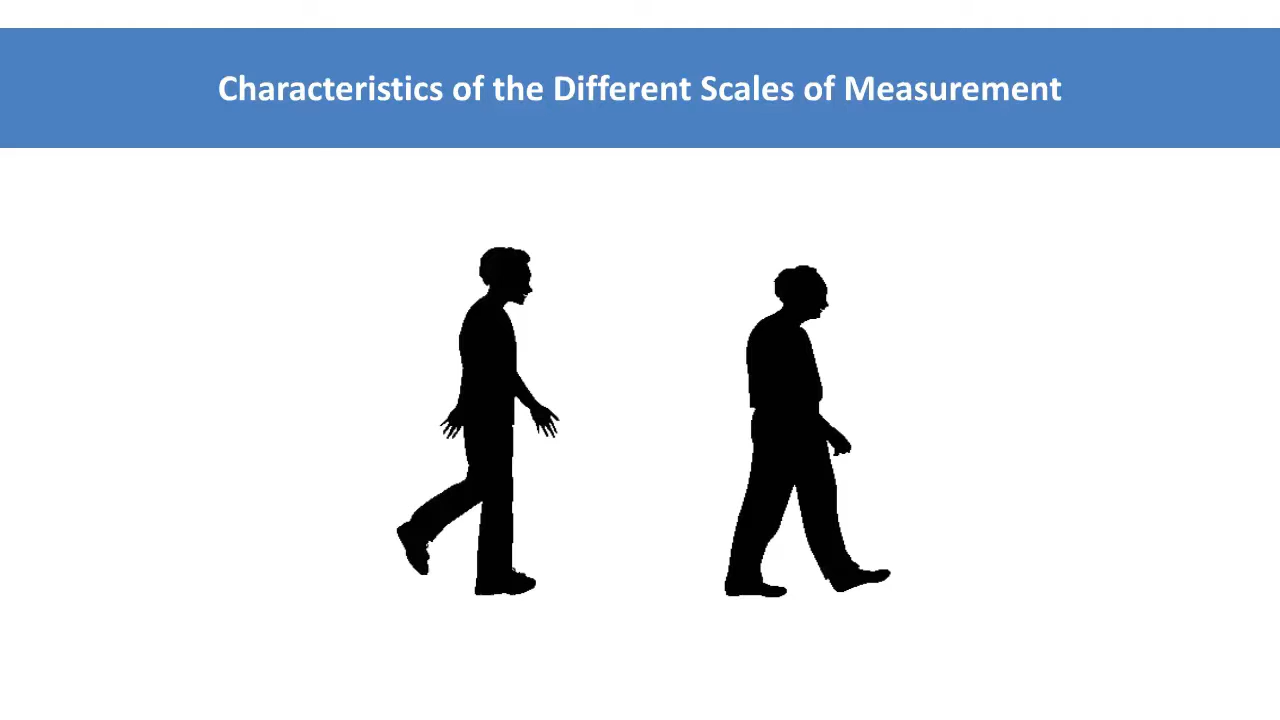 Characteristics of the Different Scales of Measurement